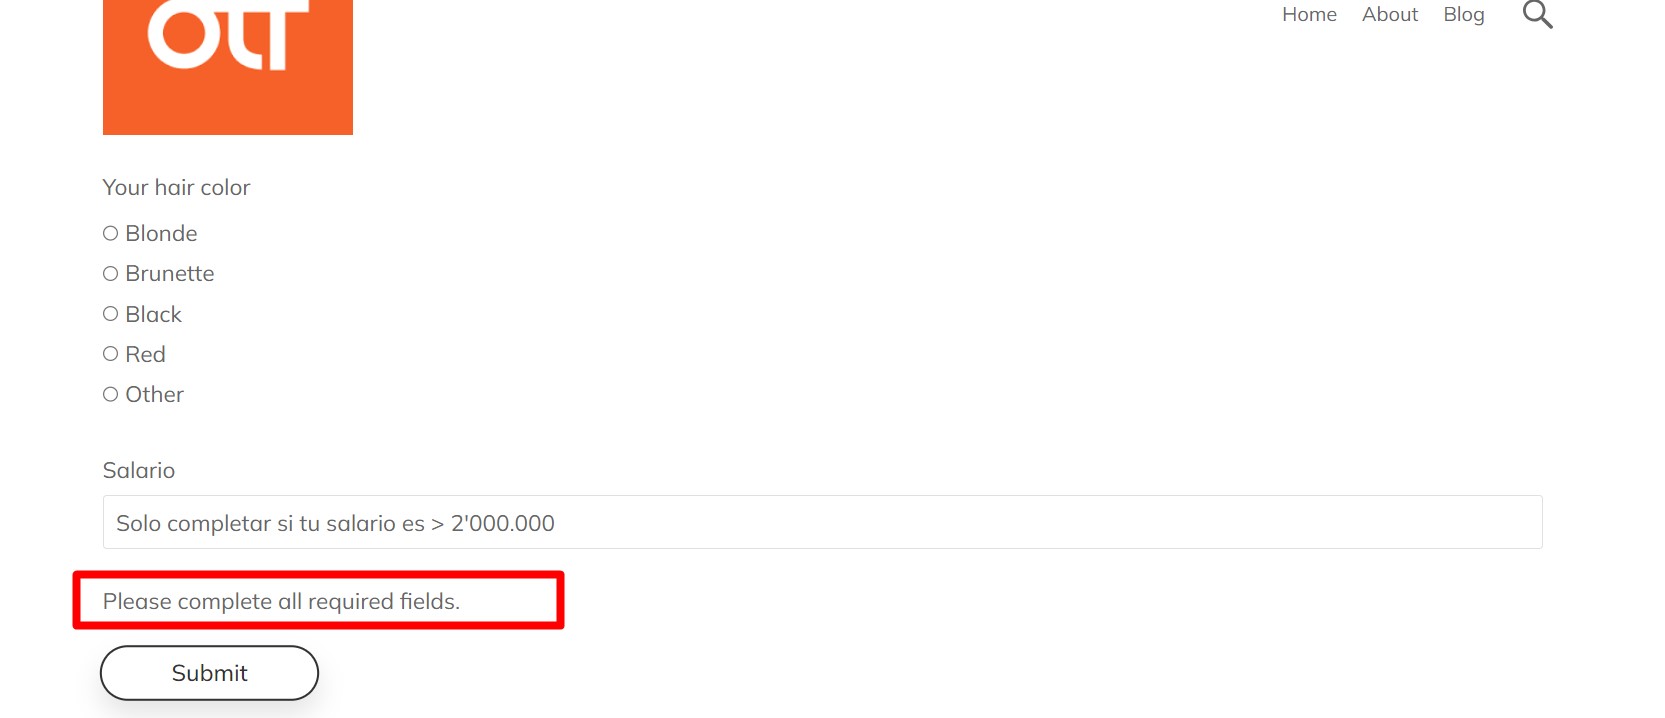 OLT
Home About Blog
Your hair color
Blonde
Brunette
Black
Red
Other
Salario
Solo completar si tu salario es > 2'000.000
Please complete all required fields.
Submit